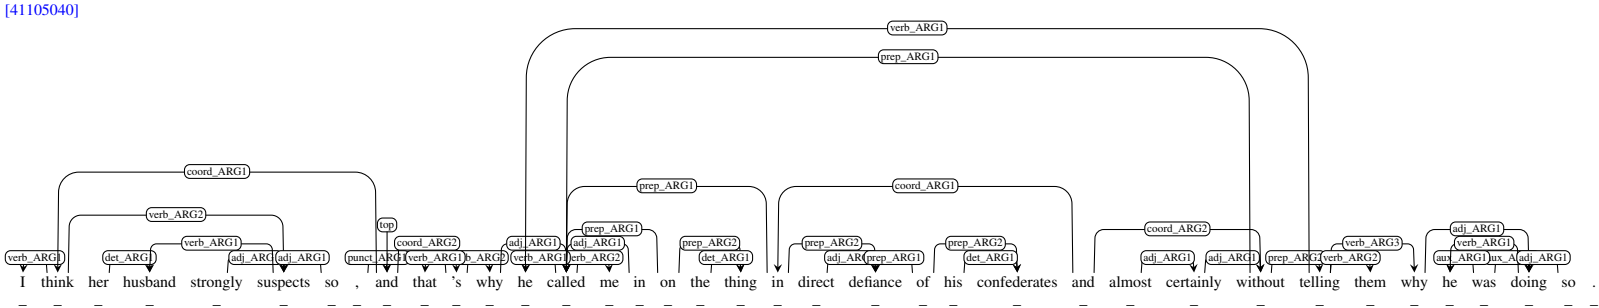 [41105040]
verb_ARG1
prep_ARG1
coord_ARG1
prep_ARG1 coord_ARG1
verb_ARG2 top prep_ARG1 coord_ARG2 adj_ARG1
verb_ARG1 coord_ARG2 adj_ARG1 adj_ARG1 prep_ARG2 prep_ARG2 prep_ARG2 verb_ARG3 verb_ARG1
verb_ARG1 det_ARG1 adj_ARG1 punct_ARG1 verb_ARG1 verb_ARG1 det_ARG1 prep_ARG1 det_ARG1 adj_ARG1 adj_ARG1 verb_ARG2 aux_ARG1 adj_ARG1
I think her husband strongly suspects so , and that 's why he called me in on the thing in direct defiance of his confederates and almost certainly without telling them why he was doing so .